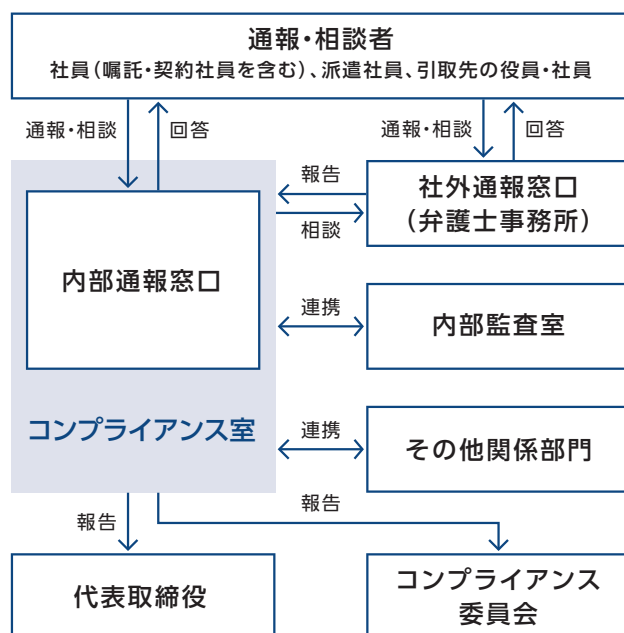 通報・相談者
社員（嘱託・契約社員を含む）、派遣社員、引取先の役員・社員
通報・相談
回答
通報・相談
回答
報告
社外通報窓口
（弁護士事務所）
相談
内部通報窓口
連携
内部監査室
コンプライアンス室
連携
その他関係部門
報告
報告
代表取締役
コンプライアンス
委員会